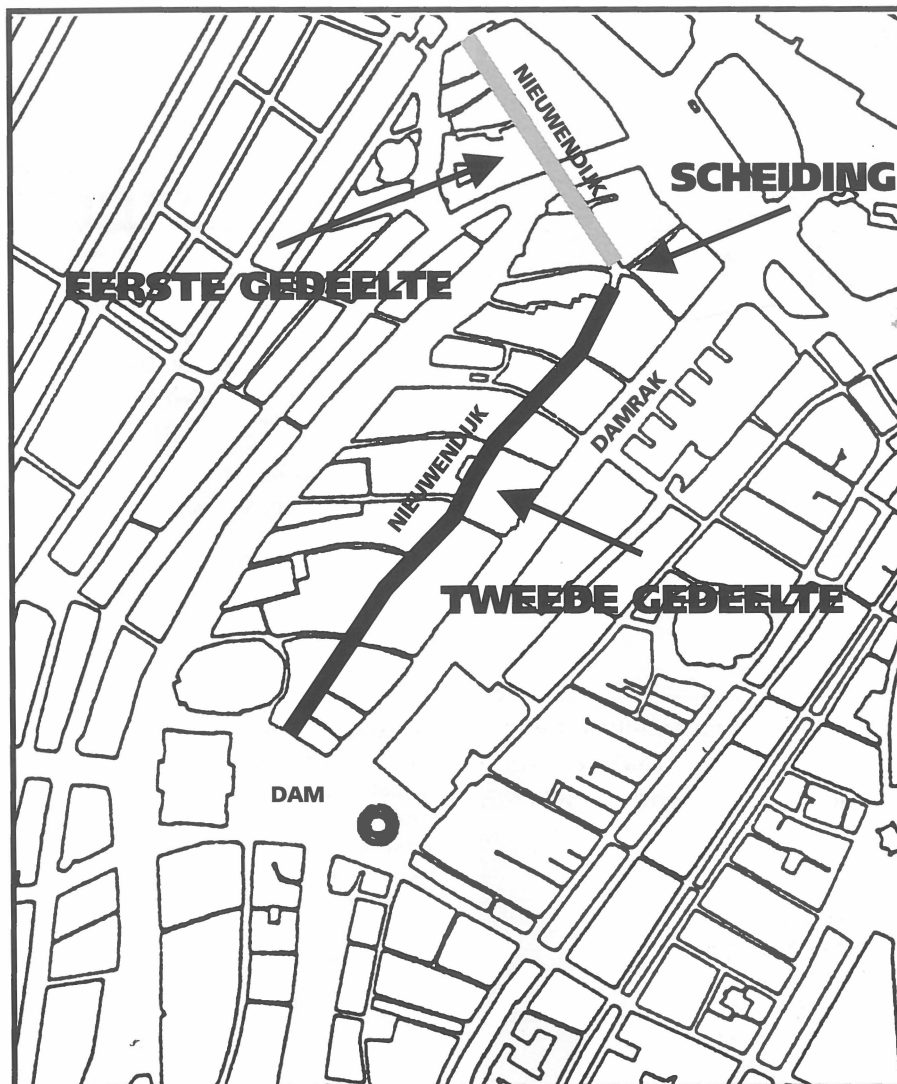 NIEUWENDIJK
SCHEIDING
EERSTE GEDEELTE
DAMRAK
NIEUWENDIJK
TWEEDE GEDEELTE
DAM